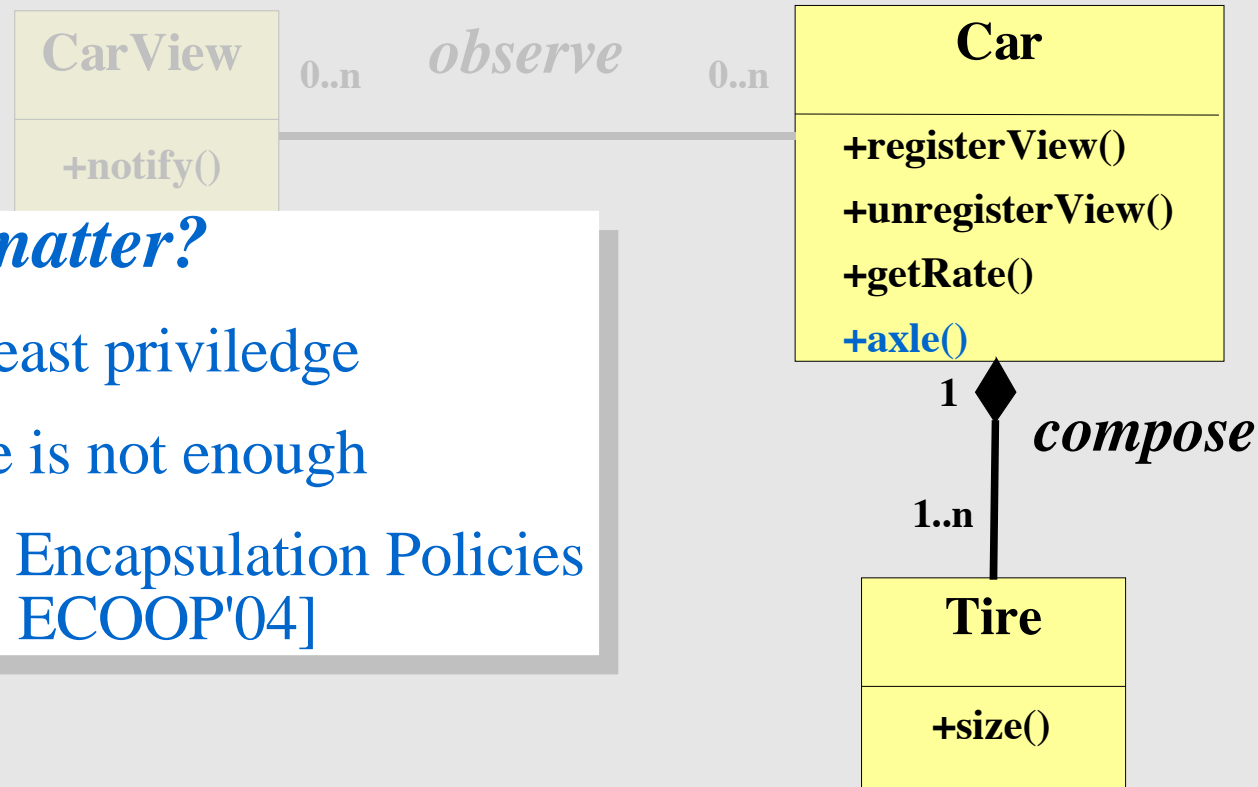 CarView
0..n
observe
0..n
+notify()
Car
+registerView()
+unregisterView()
+getRate()
+axle()
matter?
east priviledge
e is not enough
Encapsulation Policies
ECOOP'04]
1
compose
1..n
Tire
+size()